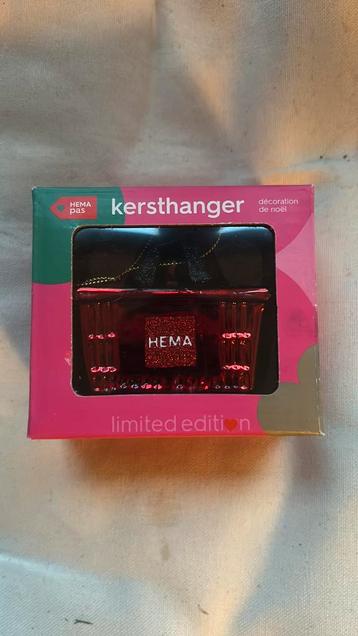 HEMA
pas
kersthanger
décoration
de noël
HEMA
limited edition